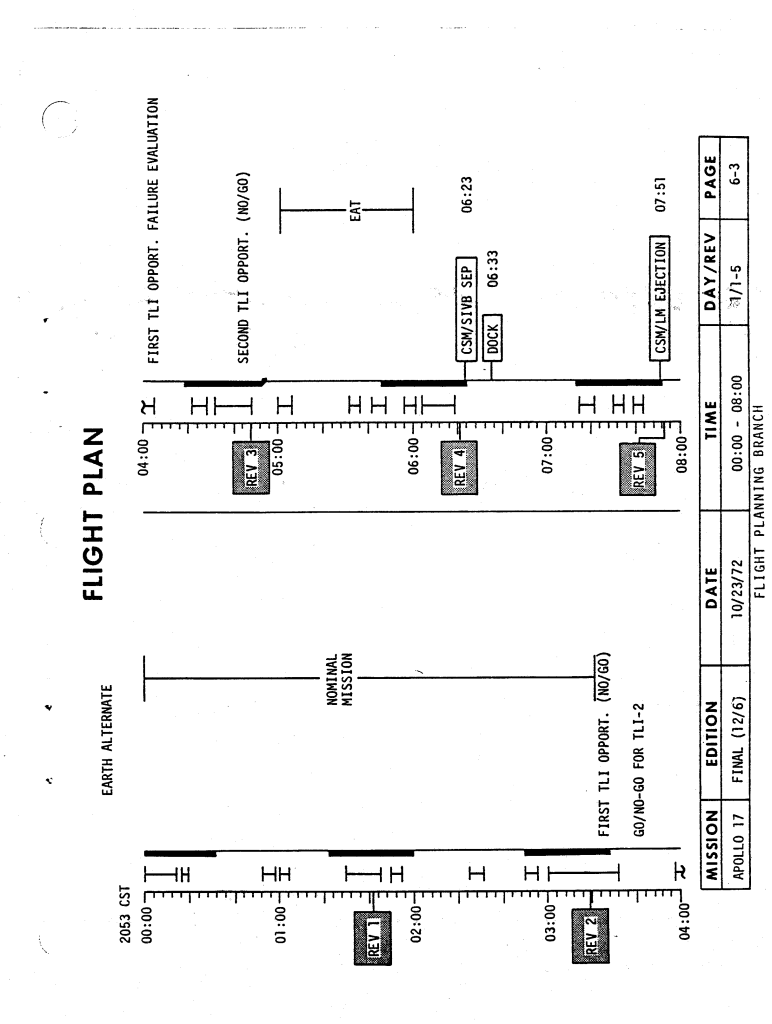 FLIGHT PLAN
EARTH ALTERNATE
2053 CST
00:00
01:00
REV 1
02:00
03:00
REV 2
04:00
NOMINAL
MISSION
FIRST TLI OPPORT. (NO/GO)
GO/NO-GO FOR TLI-2
04:00
REV 3
05:00
06:00
REV 4
07:00
REV 5
08:00
FIRST TLI OPPORT. FAILURE EVALUATION
SECOND TLI OPPORT. (NO/GO)
EAT
CSM/SIVB SEP 06:23
DOCK 06:33
CSM/LM EJECTION 07:51
MISSION EDITION DATE TIME DAY/REV PAGE
APOLLO 17 FINAL (12/6) 10/23/72 00:00 - 08:00 1/1-5 6-3
FLIGHT PLANNING BRANCH